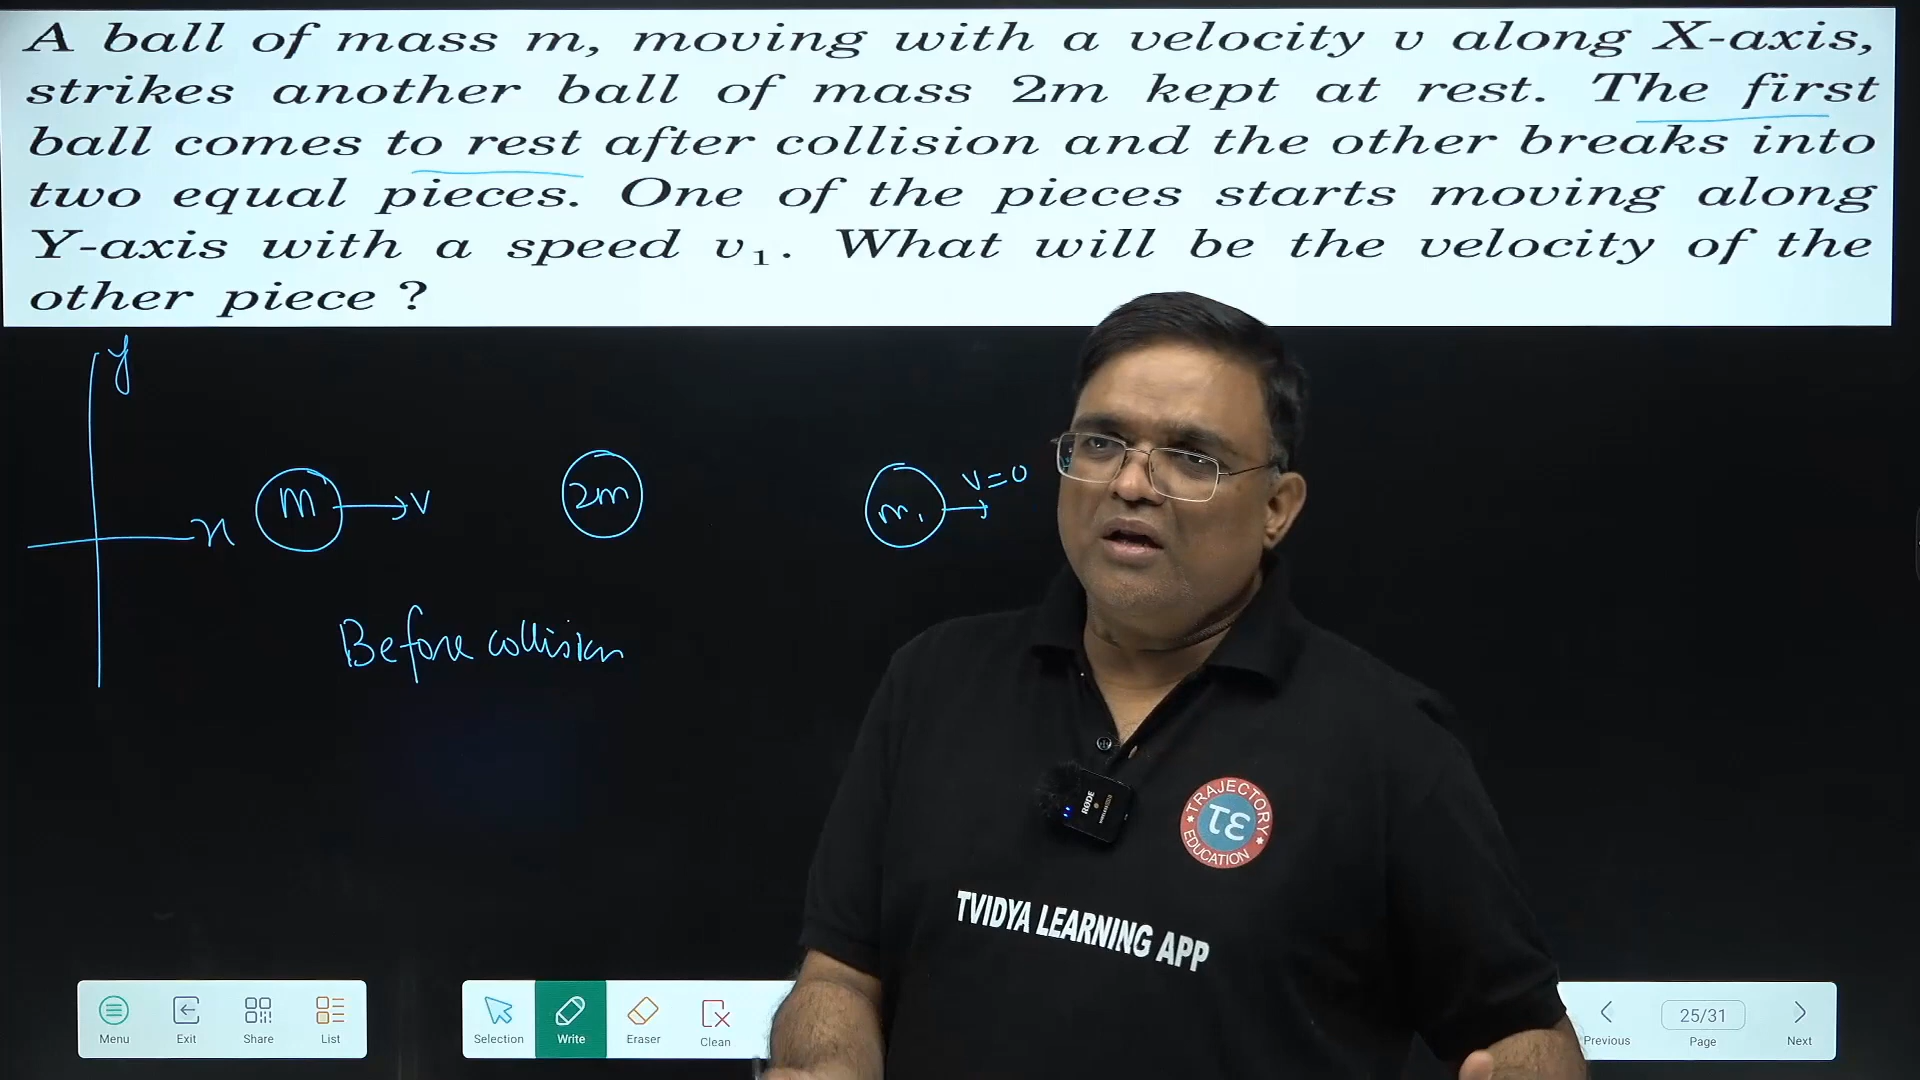 A ball of mass m, moving with a velocity v along X-axis,
strikes another ball of mass 2m kept at rest. The first
ball comes to rest after collision and the other breaks into
two equal pieces. One of the pieces starts moving along
Y-axis with a speed v₁. What will be the velocity of the
other piece ?
y
x
m
v
2m
m₁
v=0
Before collision
RØDE
TRAJECTORY
τε
EDUCATION
TVIDYA LEARNING APP
Menu
Exit
Share
List
Selection
Write
Eraser
Clean
Previous
25/31
Page
Next